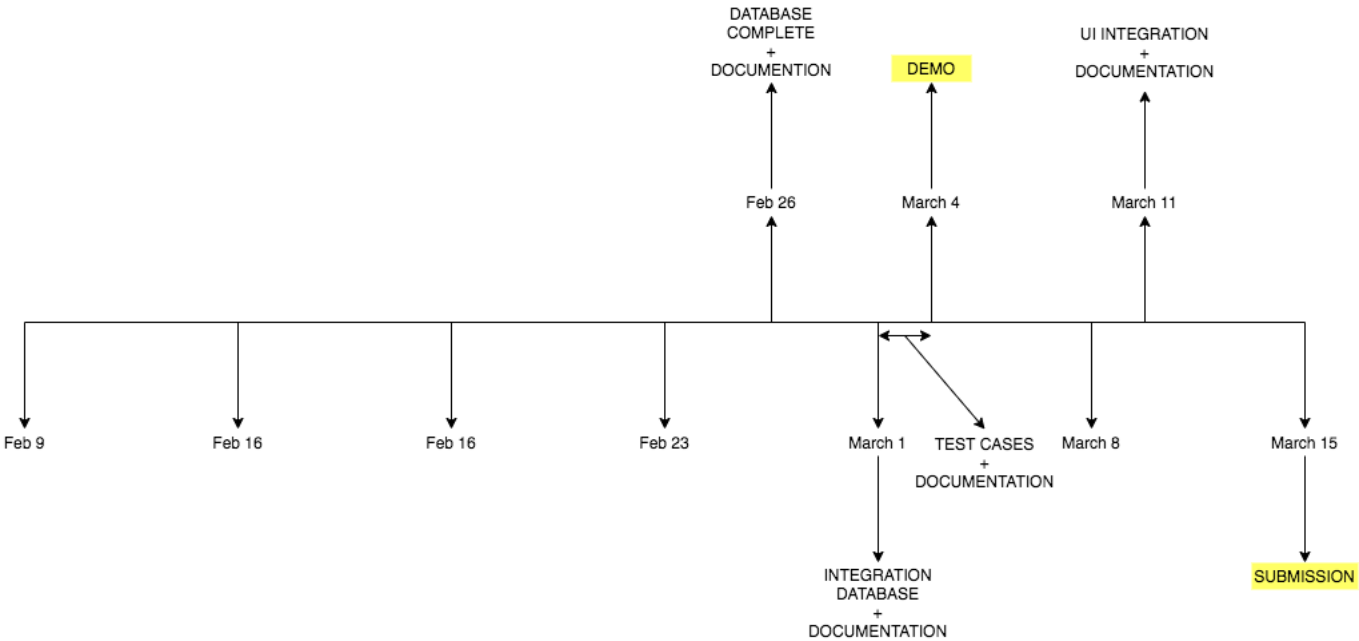 DATABASE
COMPLETE
+
DOCUMENTION
DEMO
UI INTEGRATION
+
DOCUMENTATION
Feb 26
March 4
March 11
Feb 9
Feb 16
Feb 16
Feb 23
March 1
TEST CASES
+
DOCUMENTATION
March 8
March 15
INTEGRATION
DATABASE
+
DOCUMENTATION
SUBMISSION